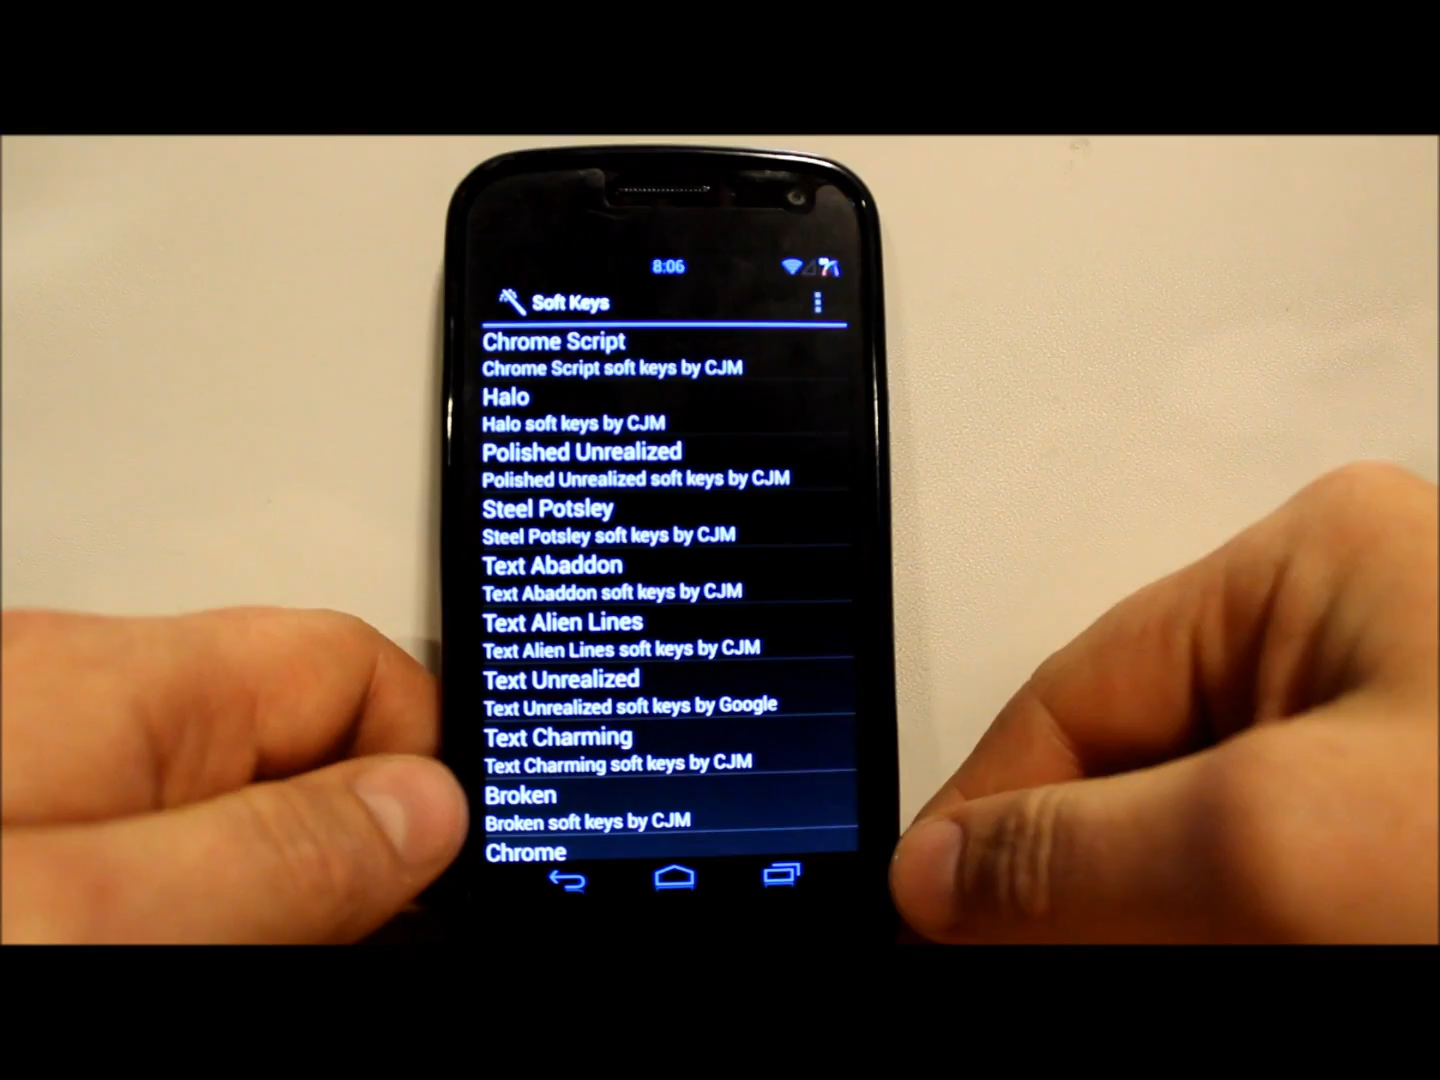 8:06
Soft Keys
Chrome Script
Chrome Script soft keys by CJM
Halo
Halo soft keys by CJM
Polished Unrealized
Polished Unrealized soft keys by CJM
Steel Potsley
Steel Potsley soft keys by CJM
Text Abaddon
Text Abaddon soft keys by CJM
Text Alien Lines
Text Alien Lines soft keys by CJM
Text Unrealized
Text Unrealized soft keys by Google
Text Charming
Text Charming soft keys by CJM
Broken
Broken soft keys by CJM
Chrome